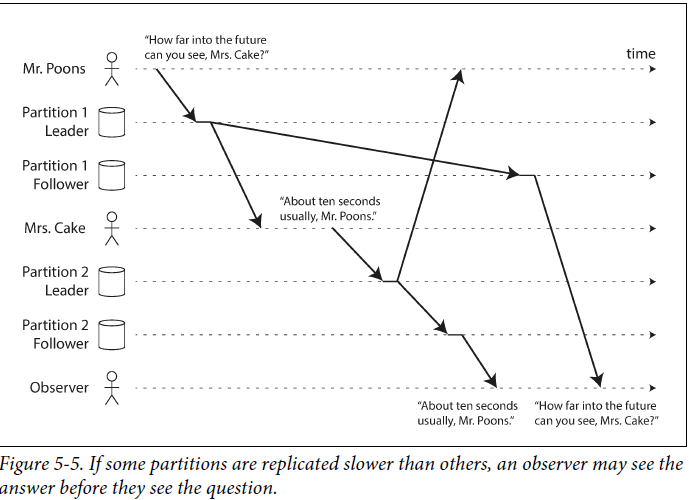 "How far into the future
can you see, Mrs. Cake?"
time
Mr. Poons
Partition 1
Leader
Partition 1
Follower
"About ten seconds
usually, Mr. Poons."
Mrs. Cake
Partition 2
Leader
Partition 2
Follower
Observer
"About ten seconds
usually, Mr. Poons."
"How far into the future
can you see, Mrs. Cake?"
Figure 5-5. If some partitions are replicated slower than others, an observer may see the
answer before they see the question.